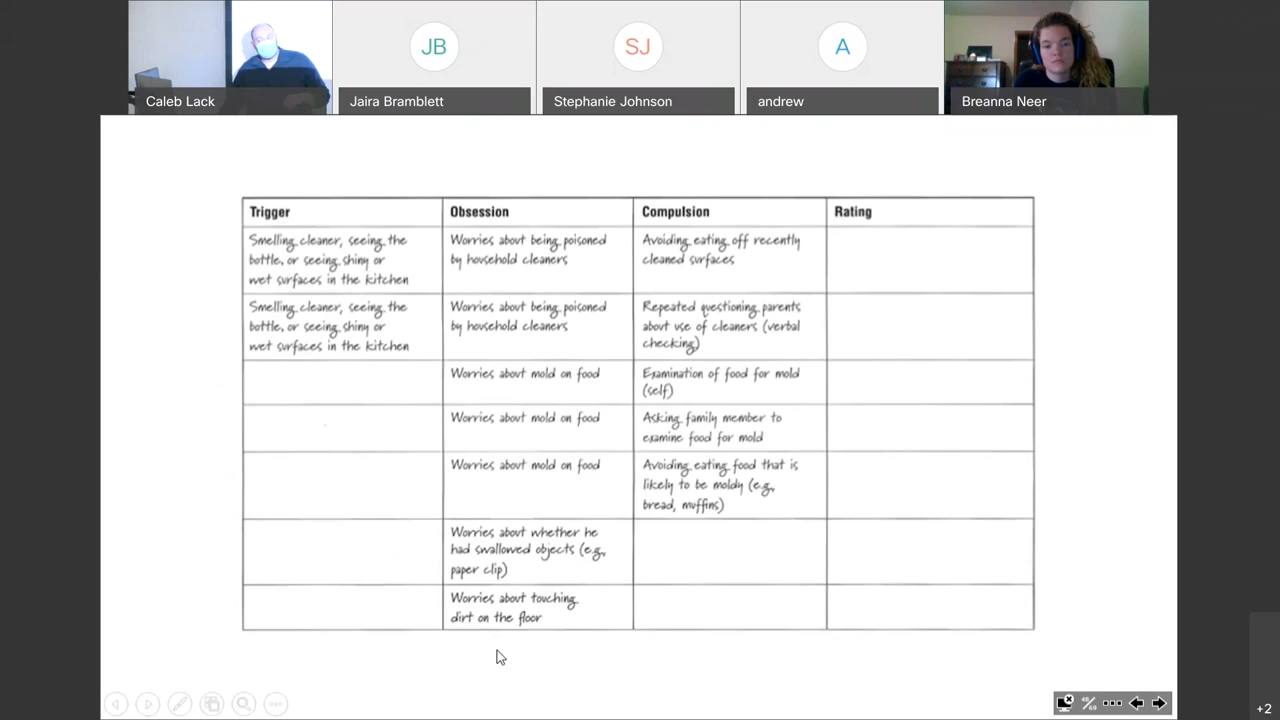 JB
SJ
A
Caleb Lack
Jaira Bramblett
Stephanie Johnson
andrew
Breanna Neer
Trigger
Obsession
Compulsion
Rating
Smelling cleaner, seeing the
bottle, or seeing shiny or
wet surfaces in the kitchen
Worries about being poisoned
by household cleaners
Avoiding eating off recently
cleaned surfaces
Smelling cleaner, seeing the
bottle, or seeing shiny or
wet surfaces in the kitchen
Worries about being poisoned
by household cleaners
Repeated questioning parents
about use of cleaners (verbal
checking)
Worries about mold on food
Examination of food for mold
(self)
Worries about mold on food
Asking family member to
examine food for mold
Worries about mold on food
Avoiding eating food that is
likely to be moldy (e.g.,
bread, muffins)
Worries about whether he
had swallowed objects (e.g.,
paper clip)
Worries about touching
dirt on the floor
+2